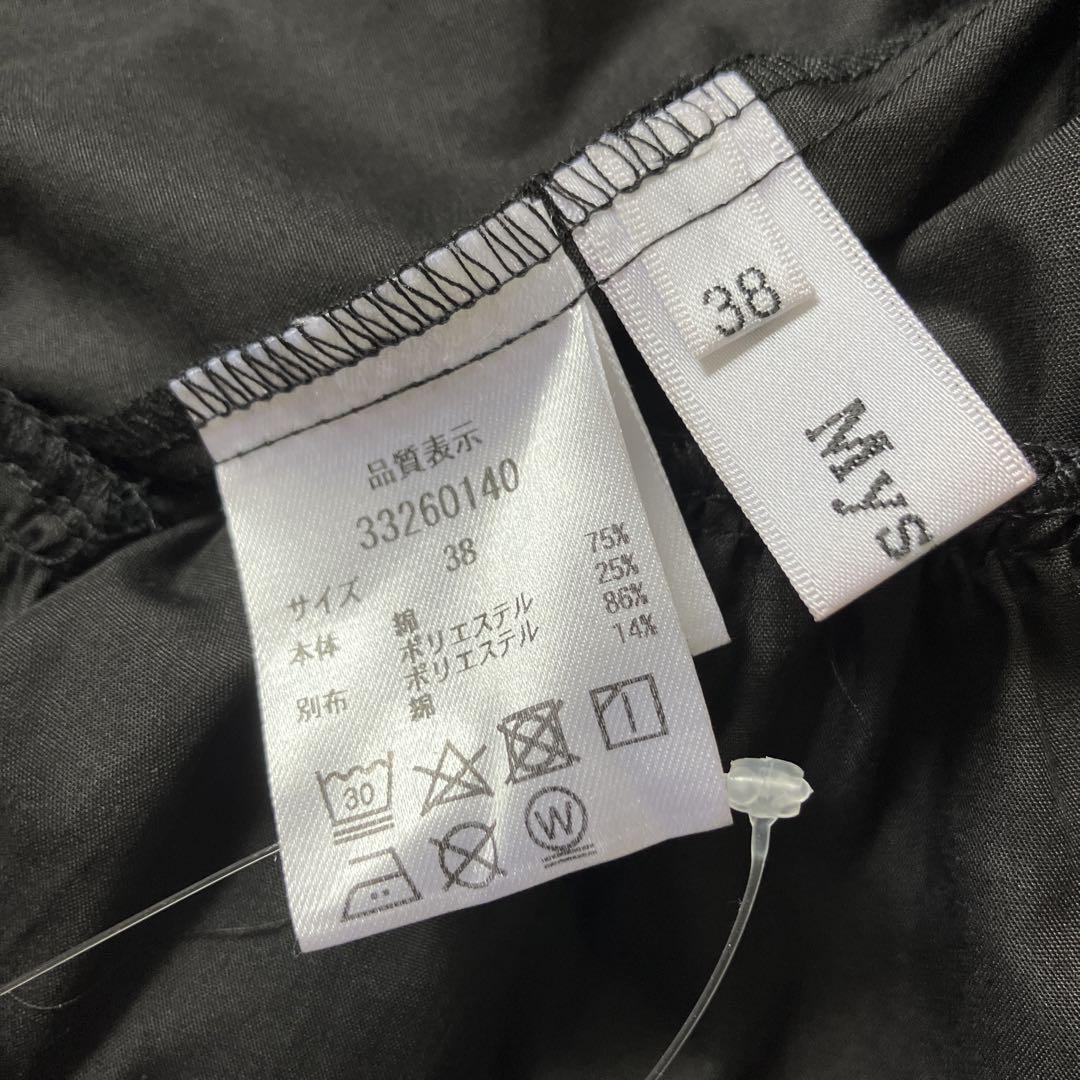 38
Mys
品質表示
33260140
サイズ 38
本体 綿 75%
ポリエステル 25%
別布 ポリエステル 86%
綿 14%
30
W